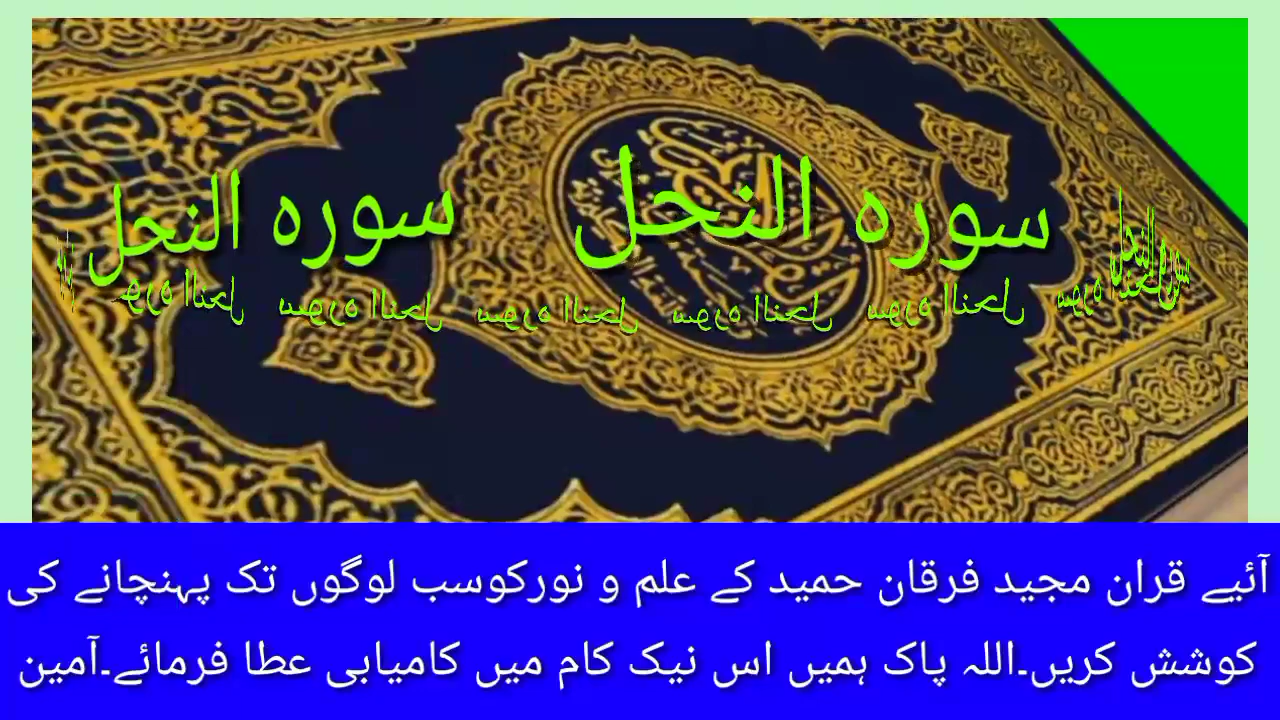 سورہ النحل سورہ النحل
آئیے قران مجید فرقان حمید کے علم و نورکوسب لوگوں تک پہنچانے کی
کوشش کریں۔اللہ پاک ہمیں اس نیک کام میں کامیابی عطا فرمائے۔آمین